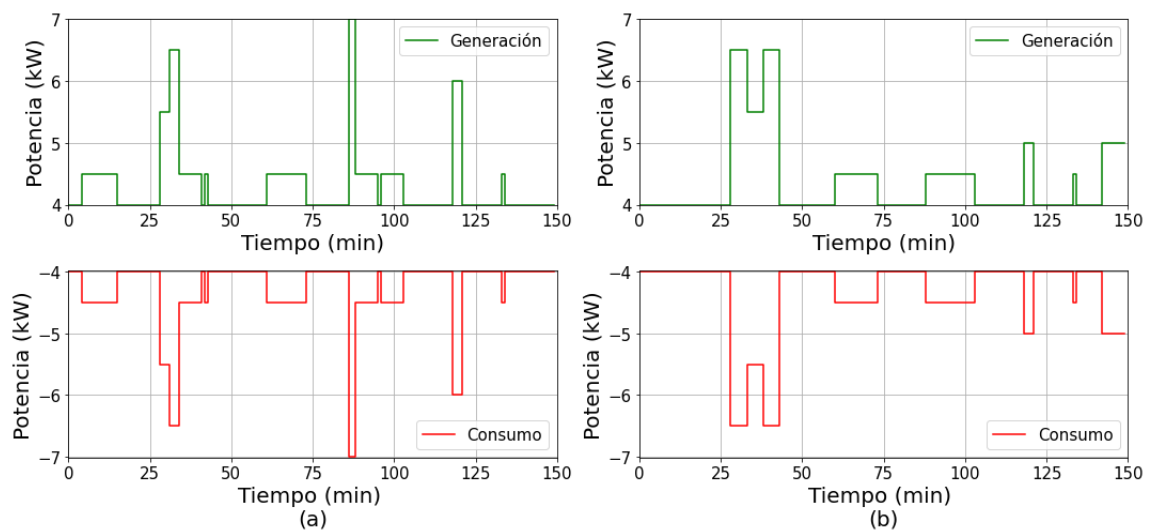 Potencia (kW)
7
6
5
4
Generación
0 25 50 75 100 125 150
Tiempo (min)
Potencia (kW)
7
6
5
4
Generación
0 25 50 75 100 125 150
Tiempo (min)
Potencia (kW)
−4
−5
−6
−7
Consumo
0 25 50 75 100 125 150
Tiempo (min)
(a)
Potencia (kW)
−4
−5
−6
−7
Consumo
0 25 50 75 100 125 150
Tiempo (min)
(b)